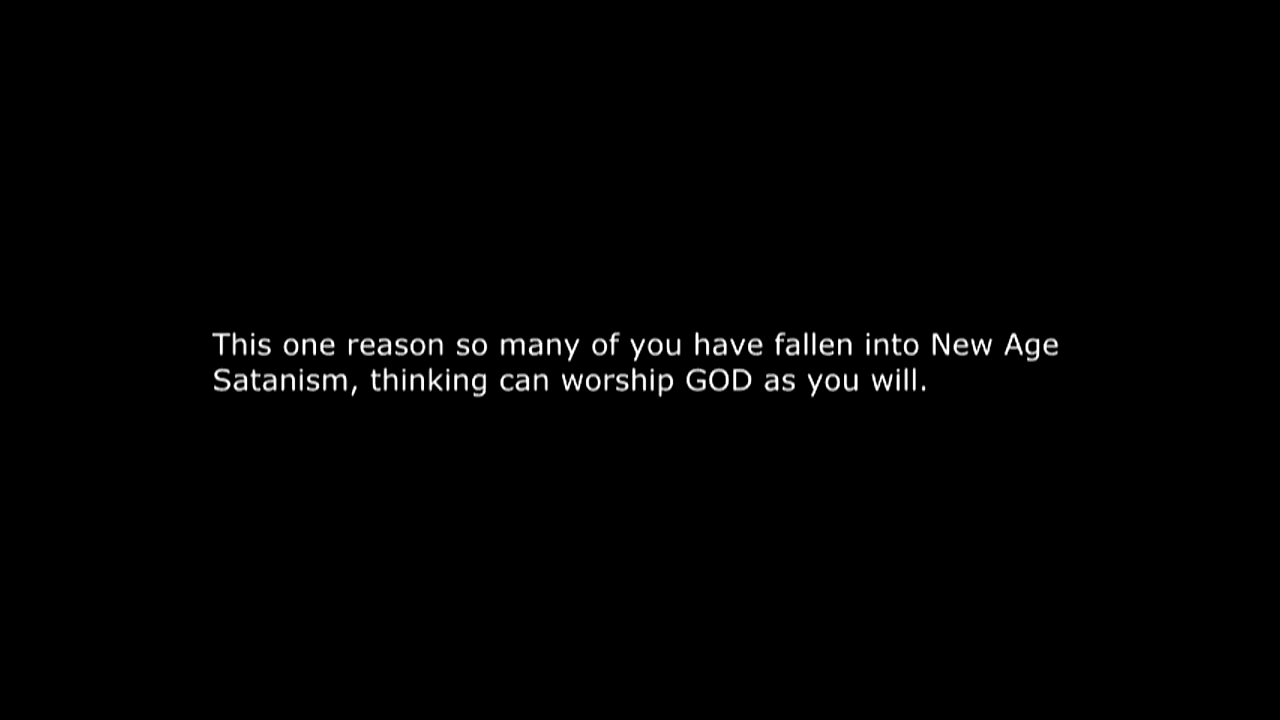 This one reason so many of you have fallen into New Age
Satanism, thinking can worship GOD as you will.